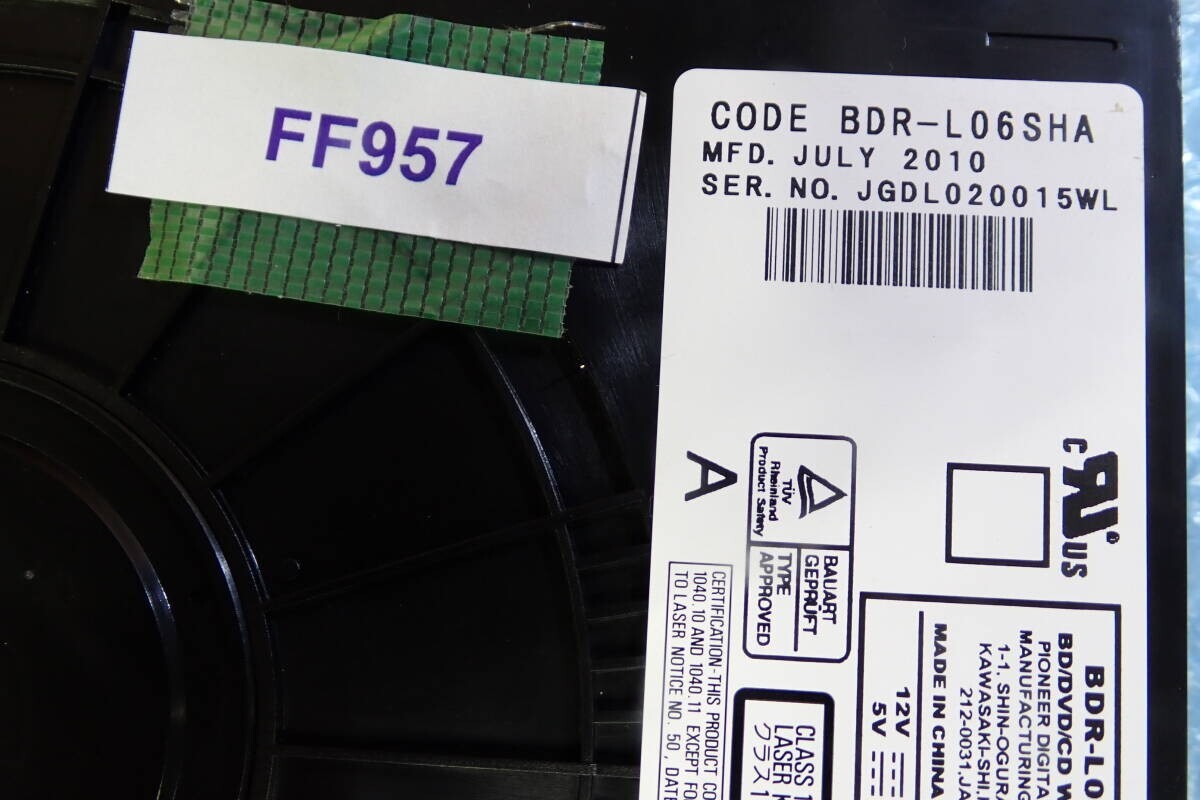 FF957
CODE BDR-L06SHA
MFD. JULY 2010
SER. NO. JGDL020015WL
A
TÜV
Rheinland
Product Safety
BAUART
GEPRÜFT
TYPE
APPROVED
c RU US
CERTIFICATION-THIS PRODUCT CO
1040.10 AND 1040.11 EXCEPT FO
TO LASER NOTICE NO. 50, DATE
CLASS 1
LASER K
クラス1
BDR-L0
BD/DVD/CD W
PIONEER DIGITA
MANUFACTURING
1-1, SHIN-OGURA
KAWASAKI-SHI,
212-0031, JA
MADE IN CHINA
12V
5V